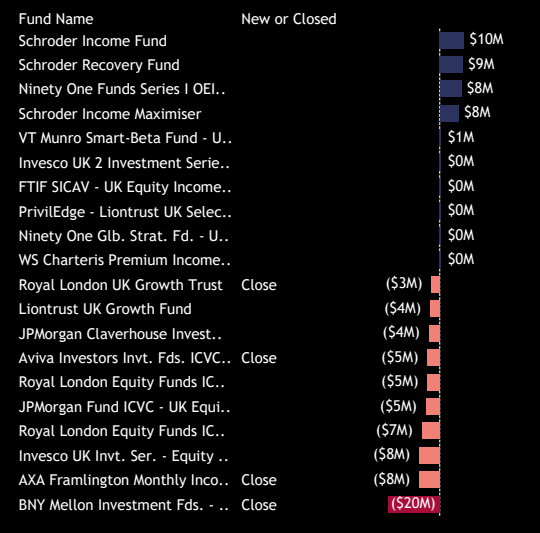 Fund Name New or Closed
Schroder Income Fund $10M
Schroder Recovery Fund $9M
Ninety One Funds Series I OEI.. $8M
Schroder Income Maximiser $8M
VT Munro Smart-Beta Fund - U.. $1M
Invesco UK 2 Investment Serie.. $0M
FTIF SICAV - UK Equity Income.. $0M
PrivilEdge - Liontrust UK Selec.. $0M
Ninety One Glb. Strat. Fd. - U.. $0M
WS Charteris Premium Income.. $0M
Royal London UK Growth Trust Close ($3M)
Liontrust UK Growth Fund ($4M)
JPMorgan Claverhouse Invest.. ($4M)
Aviva Investors Invt. Fds. ICVC.. Close ($5M)
Royal London Equity Funds IC.. ($5M)
JPMorgan Fund ICVC - UK Equi.. ($5M)
Royal London Equity Funds IC.. ($7M)
Invesco UK Invt. Ser. - Equity .. ($8M)
AXA Framlington Monthly Inco.. Close ($8M)
BNY Mellon Investment Fds. - .. Close ($20M)